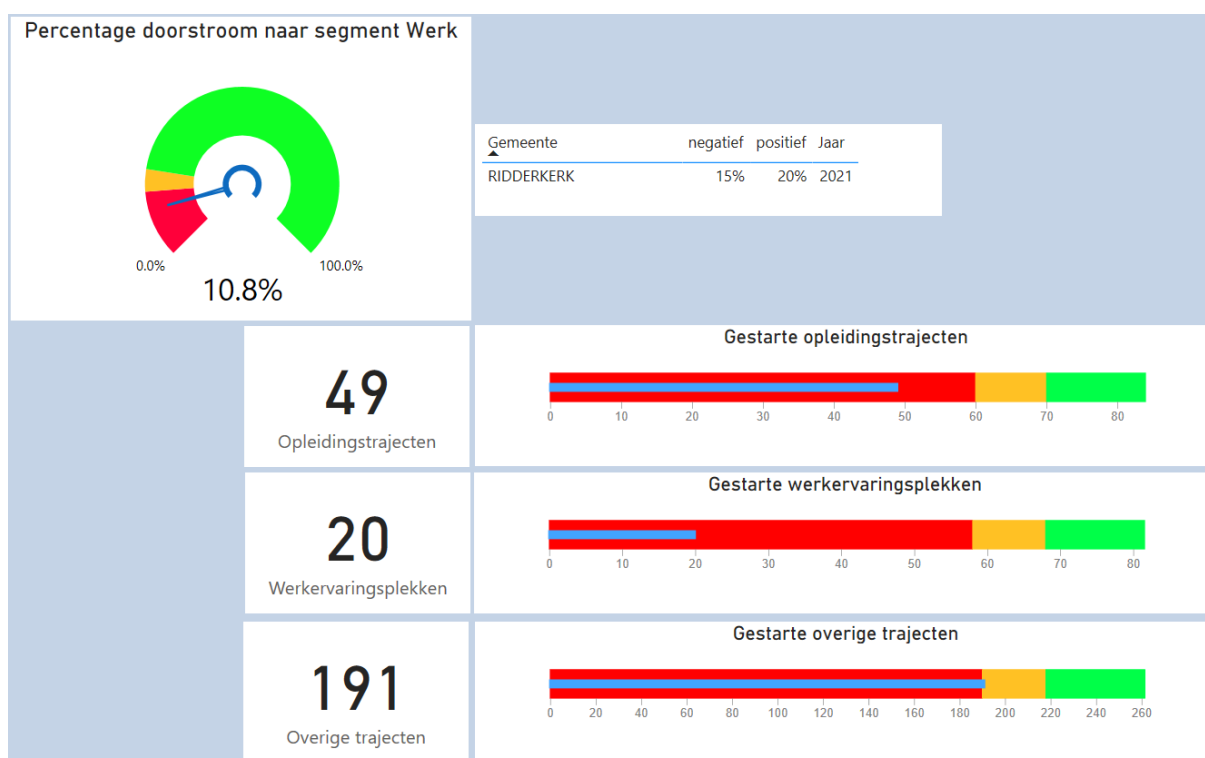 Percentage doorstroom naar segment Werk
0.0%
100.0%
10.8%
Gemeente negatief positief Jaar
RIDDERKERK 15% 20% 2021
49
Opleidingstrajecten
Gestarte opleidingstrajecten
0 10 20 30 40 50 60 70 80
20
Werkervaringsplekken
Gestarte werkervaringsplekken
0 10 20 30 40 50 60 70 80
191
Overige trajecten
Gestarte overige trajecten
0 20 40 60 80 100 120 140 160 180 200 220 240 260